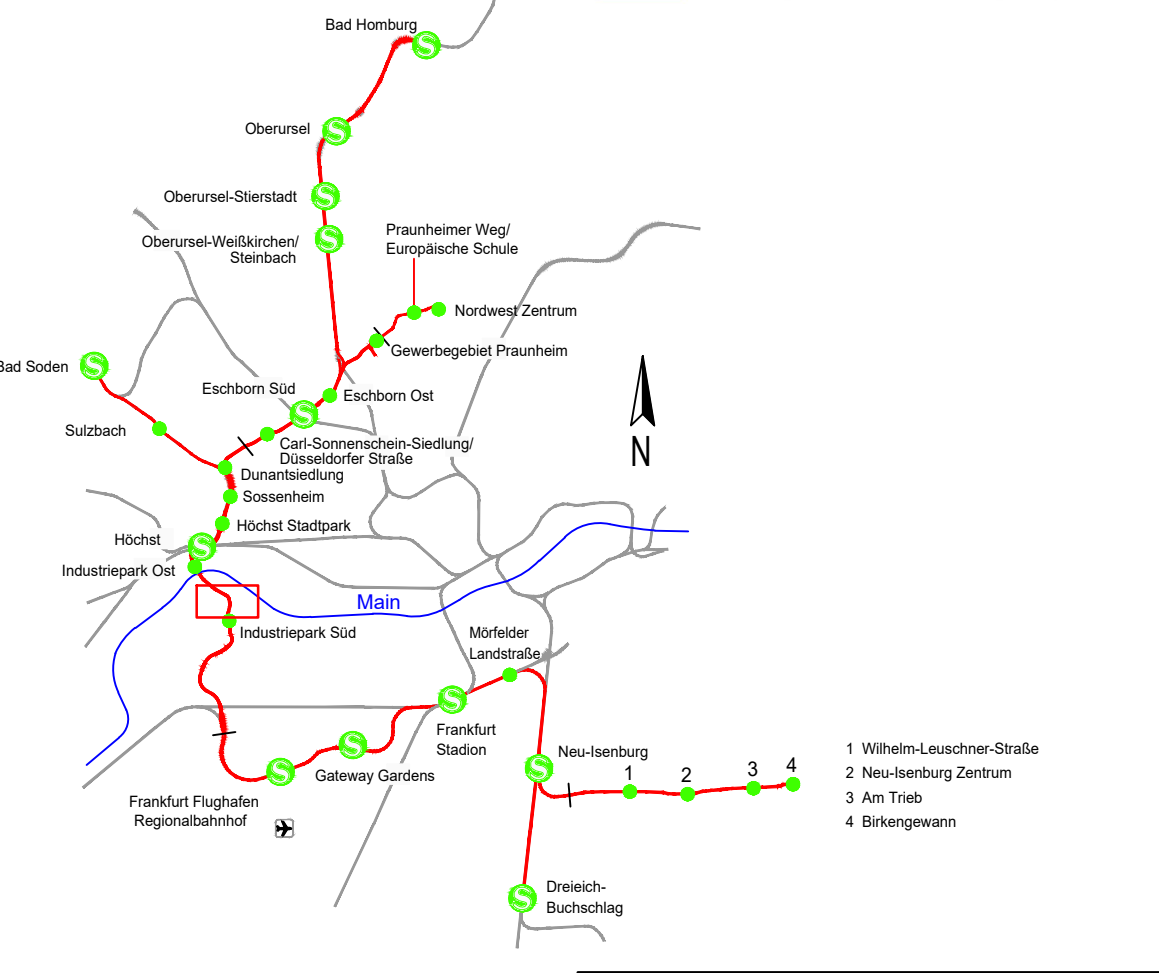 Bad Homburg
Oberursel
Oberursel-Stierstadt
Oberursel-Weißkirchen/
Steinbach
Praunheimer Weg/
Europäische Schule
Nordwest Zentrum
Gewerbegebiet Praunheim
Bad Soden
Eschborn Süd
Eschborn Ost
Sulzbach
Carl-Sonnenschein-Siedlung/
Düsseldorfer Straße
Dunantsiedlung
Sossenheim
Höchst Stadtpark
Höchst
Industriepark Ost
N
Main
Industriepark Süd
Mörfelder
Landstraße
Frankfurt
Stadion
Gateway Gardens
Frankfurt Flughafen
Regionalbahnhof
Neu-Isenburg
1 2 3 4
1 Wilhelm-Leuschner-Straße
2 Neu-Isenburg Zentrum
3 Am Trieb
4 Birkengewann
Dreieich-
Buchschlag
S
S
S
S
S
S
S
S
S
S
S
S